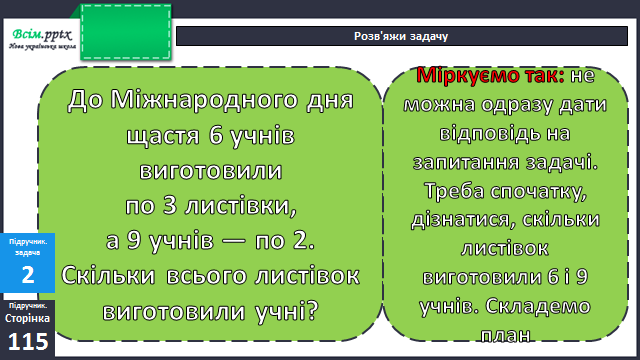 Всім.pptx
Нова українська школа
Розв'яжи задачу
До Міжнародного дня
щастя 6 учнів
виготовили
по 3 листівки,
а 9 учнів — по 2.
Скільки всього листівок
виготовили учні?
Міркуємо так: не
можна одразу дати
відповідь на
запитання задачі.
Треба спочатку,
дізнатися, скільки
листівок
виготовили 6 і 9
учнів. Складемо
план
Підручник.
задача
2
Підручник.
Сторінка
115